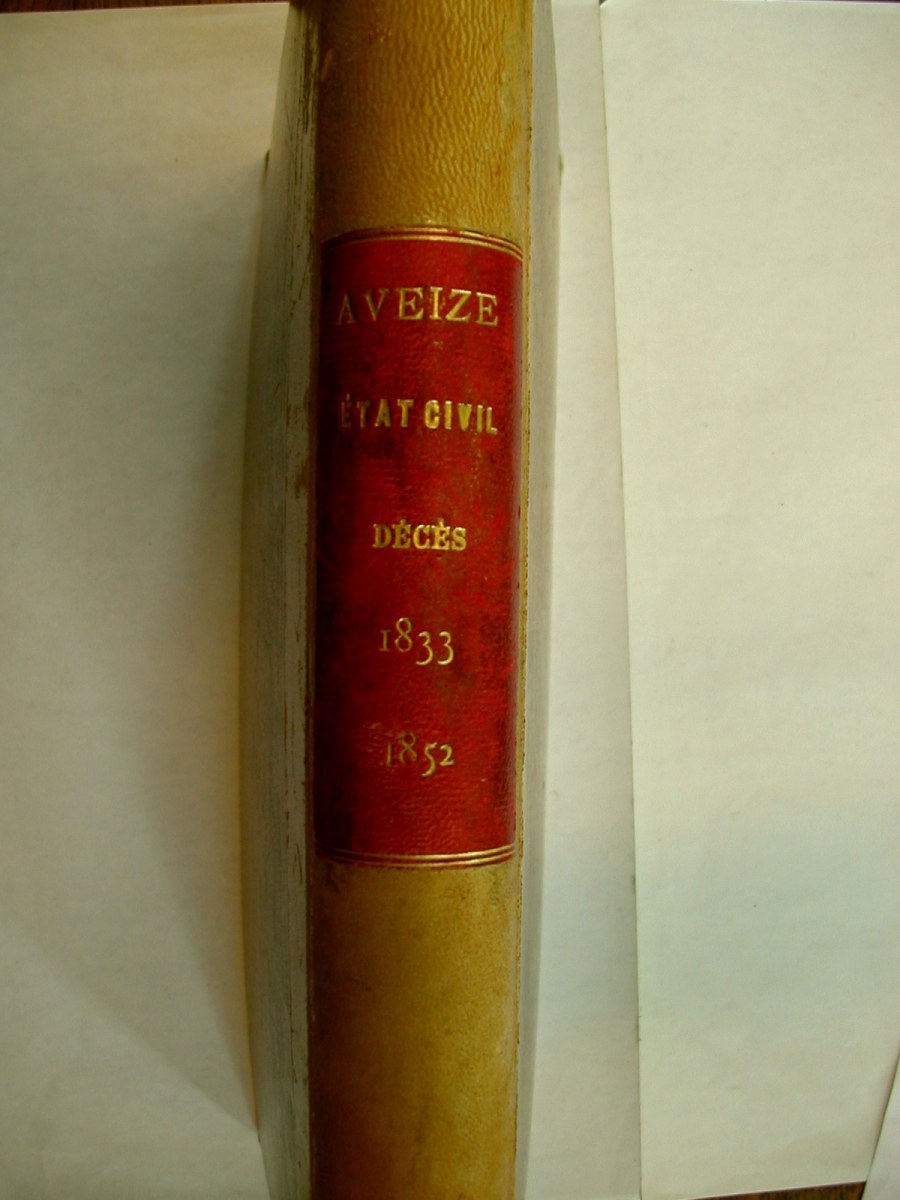 AVEIZE
ÉTAT CIVIL
DÉCÈS
1833
1852